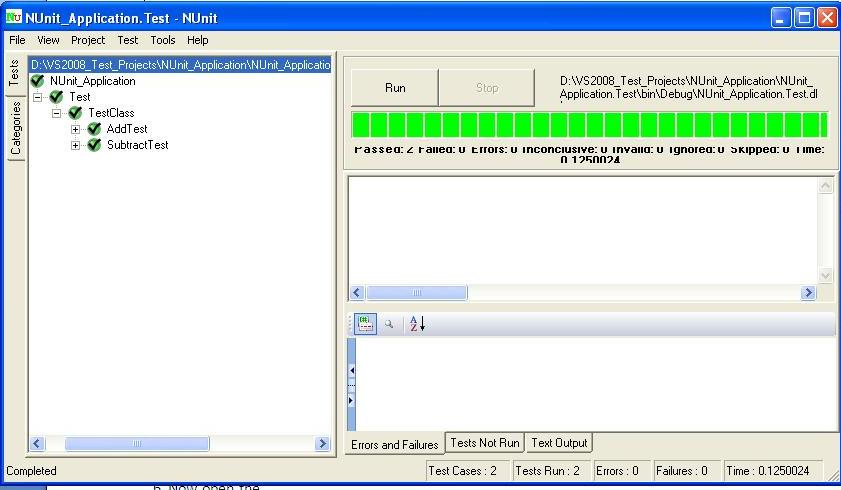 NUnit_Application.Test - NUnit
File View Project Test Tools Help
Tests
Categories
D:\VS2008_Test_Projects\NUnit_Application\NUnit_Applicatio
NUnit_Application
Test
TestClass
AddTest
SubtractTest
Run
Stop
D:\VS2008_Test_Projects\NUnit_Application\NUnit_
Application.Test\bin\Debug\NUnit_Application.Test.dl
Passed: 2 Failed: 0 Errors: 0 Inconclusive: 0 Invalid: 0 Ignored: 0 Skipped: 0 Time:
0.1250024
Errors and Failures
Tests Not Run
Text Output
Completed
Test Cases : 2
Tests Run : 2
Errors : 0
Failures : 0
Time : 0.1250024
6. Now open the